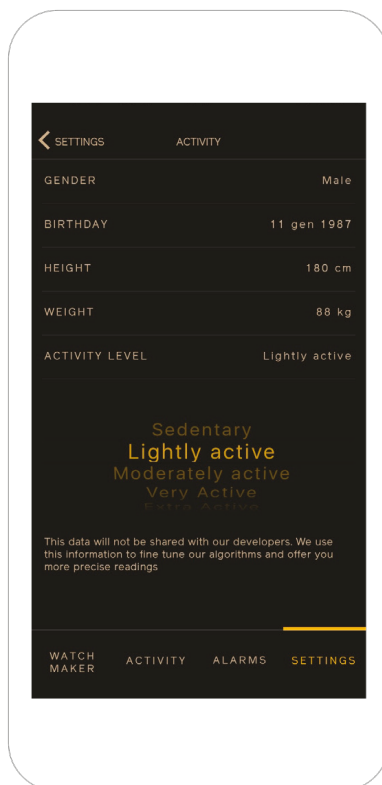 SETTINGS ACTIVITY
GENDER Male
BIRTHDAY 11 gen 1987
HEIGHT 180 cm
WEIGHT 88 kg
ACTIVITY LEVEL Lightly active
Sedentary
Lightly active
Moderately active
Very Active
Extra Active
This data will not be shared with our developers. We use
this information to fine tune our algorithms and offer you
more precise readings
WATCH
MAKER ACTIVITY ALARMS SETTINGS